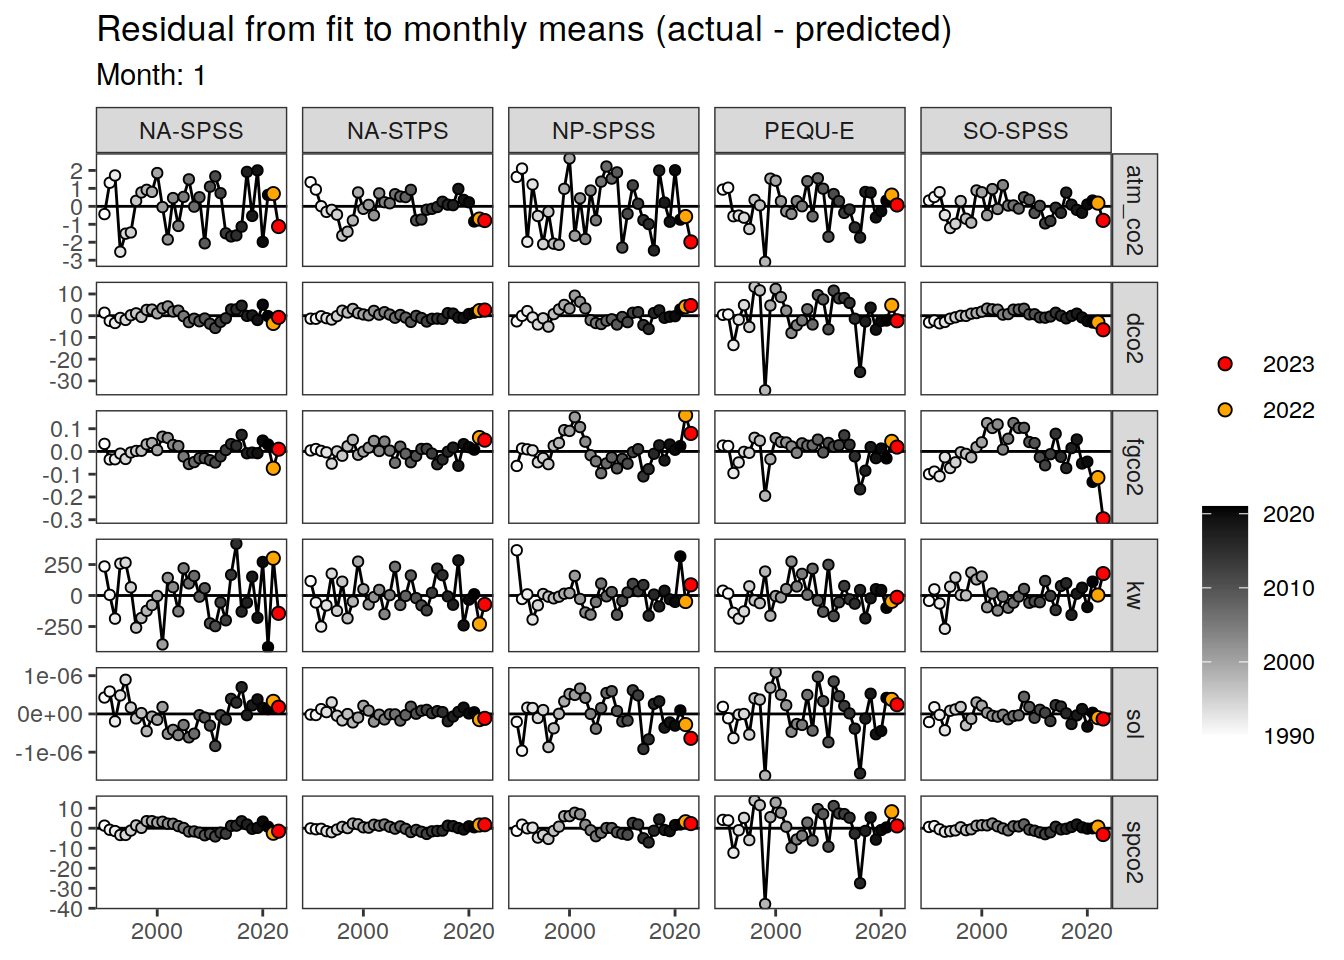 Residual from fit to monthly means (actual - predicted)
Month: 1
NA-SPSS NA-STPS NP-SPSS PEQU-E SO-SPSS
2
1
0
-1
-2
-3
atm_co2
10
0
-10
-20
-30
dco2
0.1
0.0
-0.1
-0.2
-0.3
fgco2
250
0
-250
kw
1e-06
0e+00
-1e-06
sol
10
0
-10
-20
-30
-40
spco2
2000 2020 2000 2020 2000 2020 2000 2020 2000 2020
2023
2022
2020
2010
2000
1990